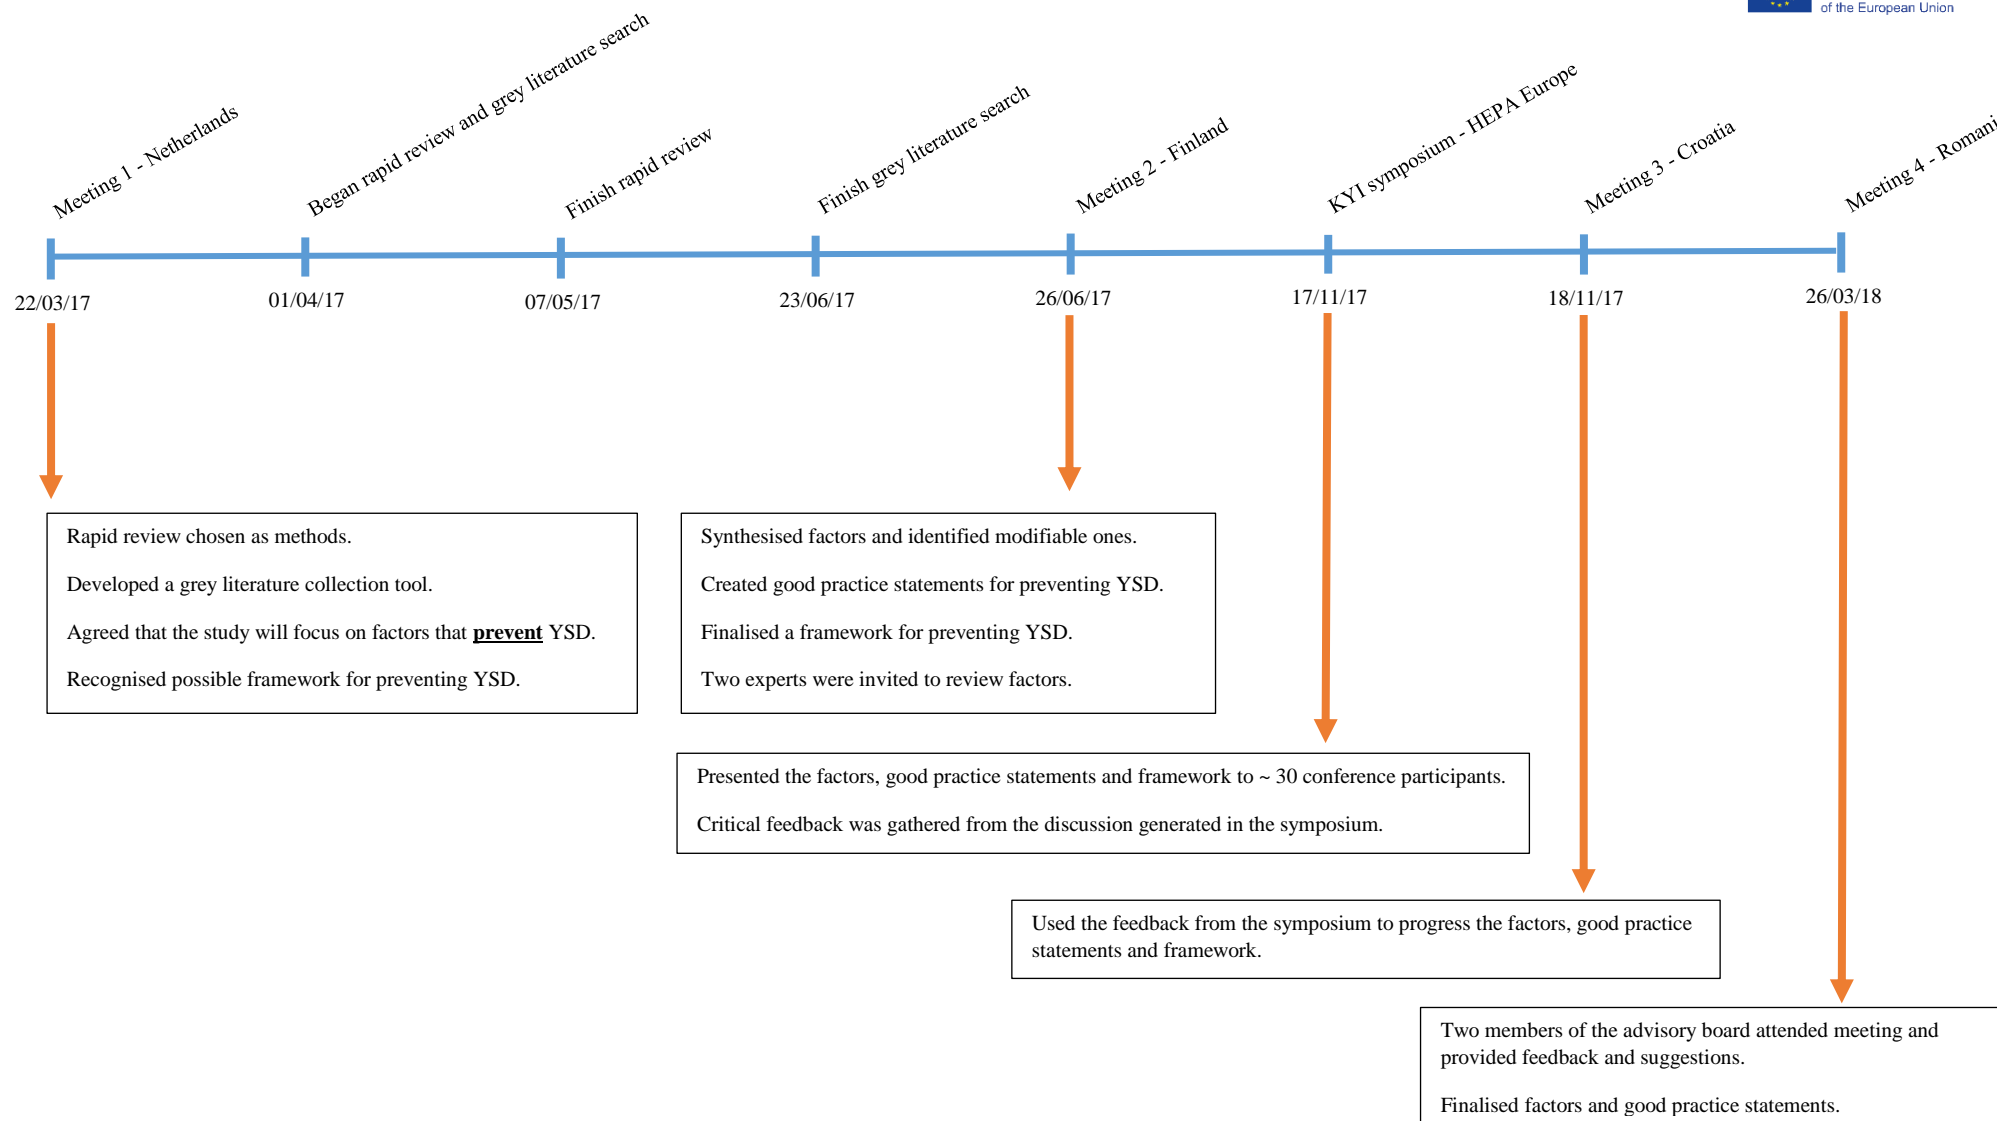 of the European Union
Meeting 1 - Netherlands
Began rapid review and grey literature search
Finish rapid review
Finish grey literature search
Meeting 2 - Finland
KYI symposium - HEPA Europe
Meeting 3 - Croatia
Meeting 4 - Romani
22/03/17
01/04/17
07/05/17
23/06/17
26/06/17
17/11/17
18/11/17
26/03/18
Rapid review chosen as methods.
Developed a grey literature collection tool.
Agreed that the study will focus on factors that prevent YSD.
Recognised possible framework for preventing YSD.
Synthesised factors and identified modifiable ones.
Created good practice statements for preventing YSD.
Finalised a framework for preventing YSD.
Two experts were invited to review factors.
Presented the factors, good practice statements and framework to ~ 30 conference participants.
Critical feedback was gathered from the discussion generated in the symposium.
Used the feedback from the symposium to progress the factors, good practice
statements and framework.
Two members of the advisory board attended meeting and
provided feedback and suggestions.
Finalised factors and good practice statements.